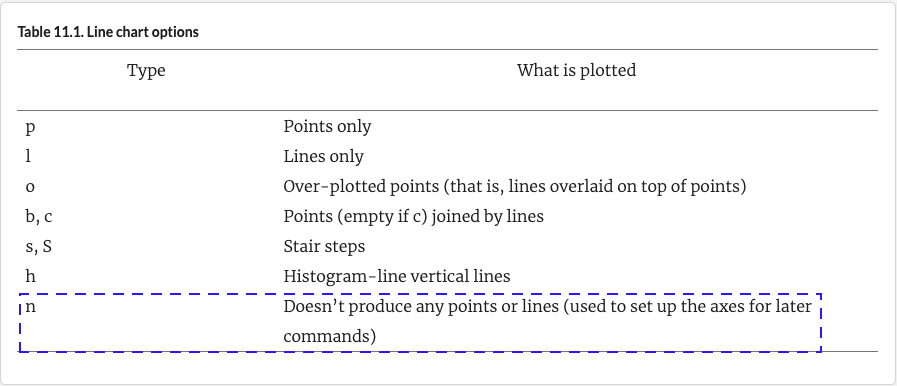 Table 11.1. Line chart options
Type What is plotted
p Points only
l Lines only
o Over-plotted points (that is, lines overlaid on top of points)
b, c Points (empty if c) joined by lines
s, S Stair steps
h Histogram-line vertical lines
n Doesn’t produce any points or lines (used to set up the axes for later
commands)